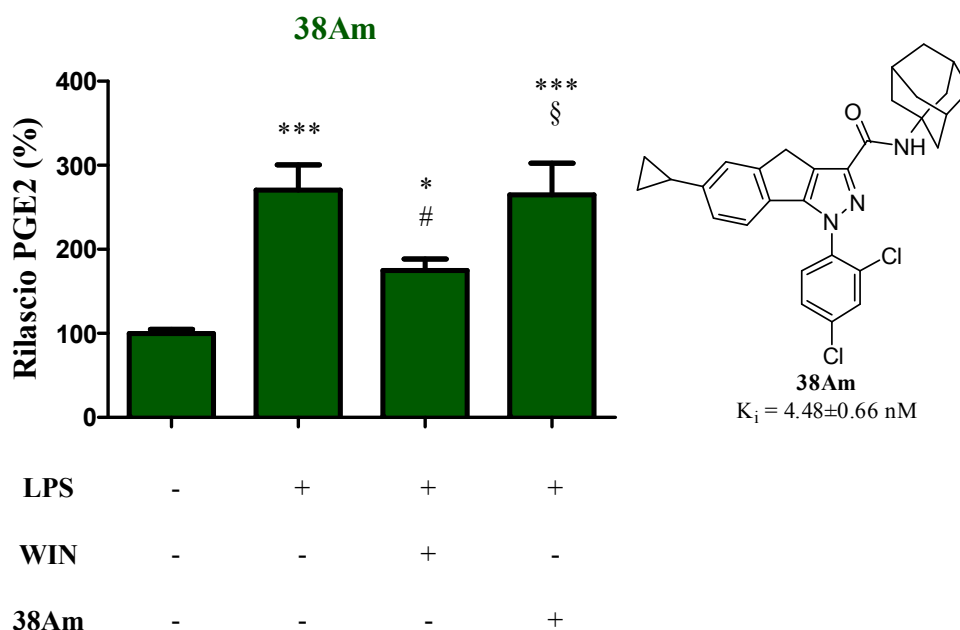 38Am
400
300
200
100
0
Rilascio PGE2 (%)
***
*
#
***
§
O
NH
N
N
Cl
Cl
38Am
Ki = 4.48±0.66 nM
LPS - + + +
WIN - - + -
38Am - - - +